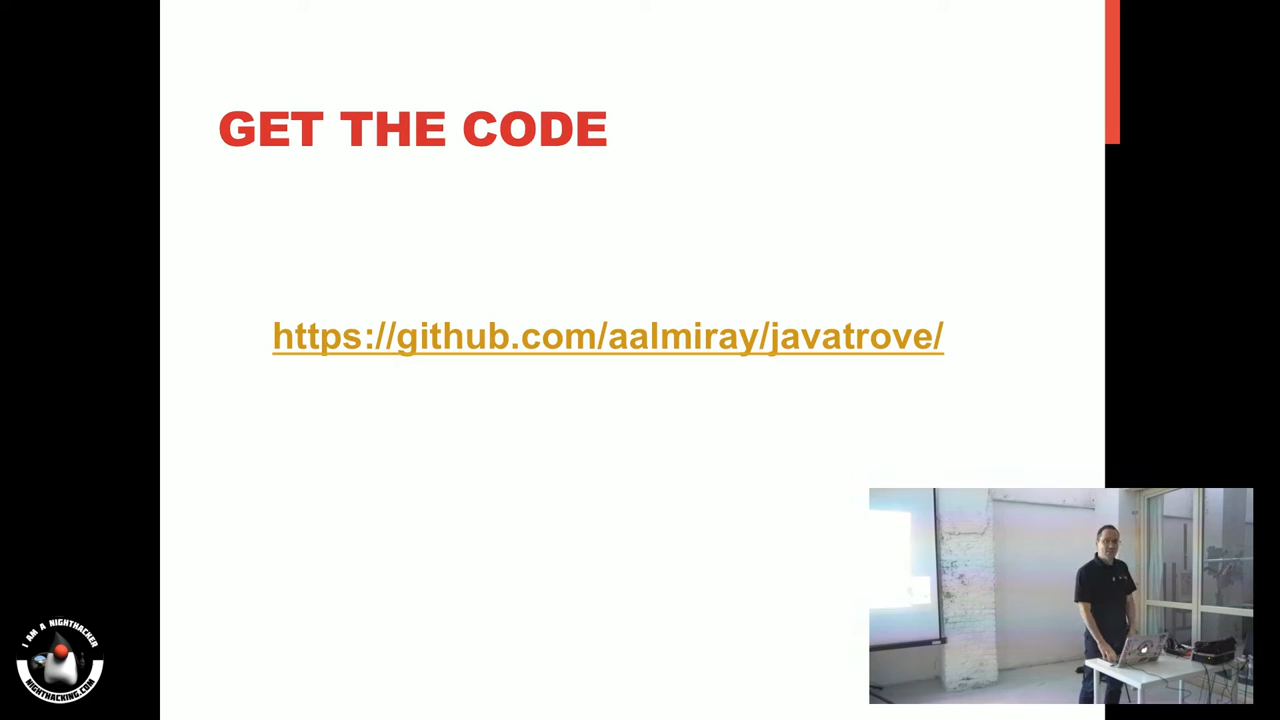 GET THE CODE
https://github.com/aalmiray/javatrove/
I AM A NIGHTHACKER
NIGHTHACKING.COM